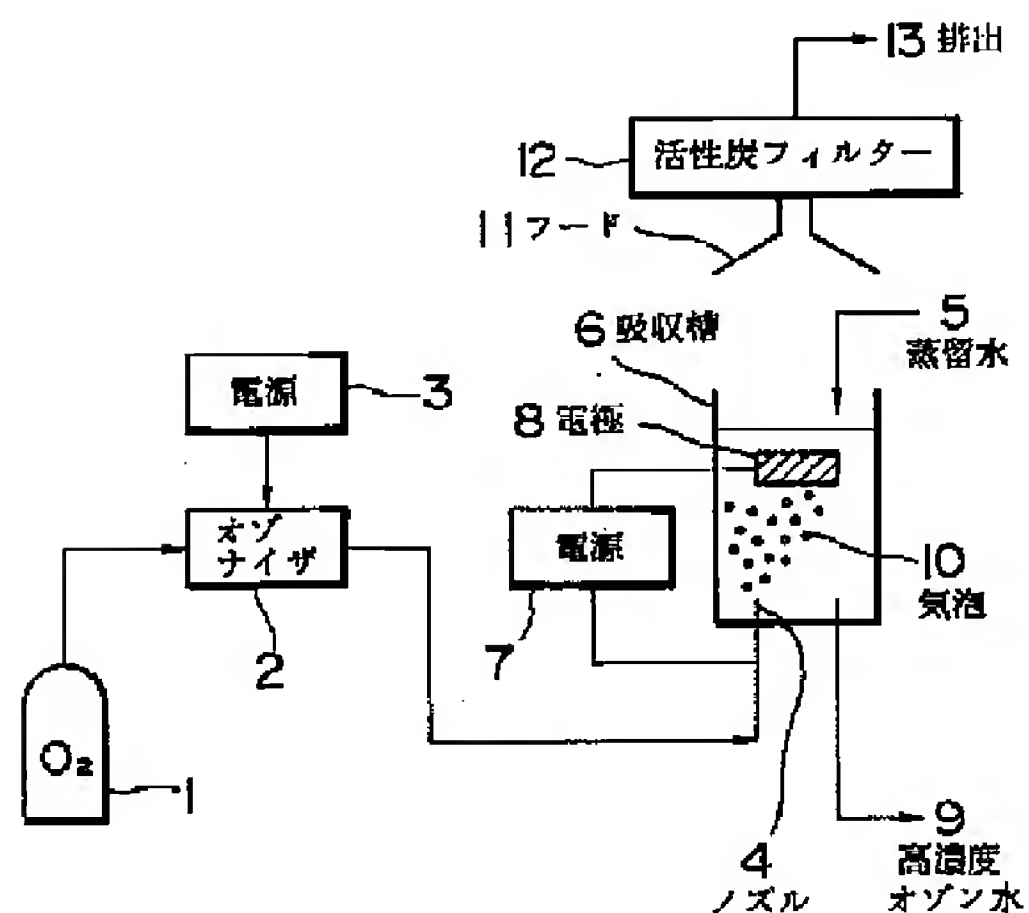 13 排出
12
活性炭フィルター
11 フード
6 吸収槽
5
蒸留水
電源
3
8 電極
オゾ
ナイザ
2
電源
7
10
気泡
O₂
1
4
ノズル
9
高濃度
オゾン水